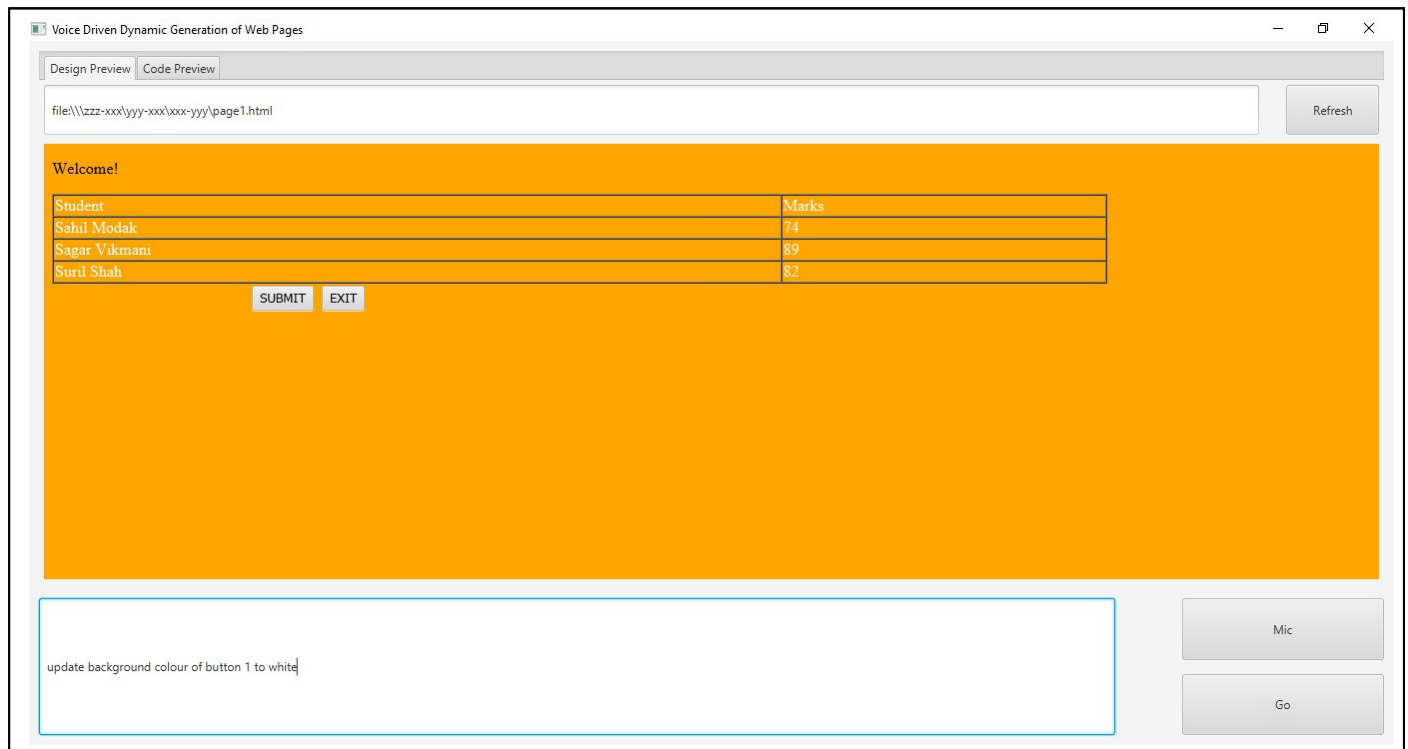 Voice Driven Dynamic Generation of Web Pages
Design Preview Code Preview
file:\\\zzz-xxx\yyy-xxx\xxx-yyy\page1.html Refresh
Welcome!
Student Marks
Sahil Modak 74
Sagar Vikmani 89
Suril Shah 82
SUBMIT EXIT
Mic
update background colour of button 1 to white
Go